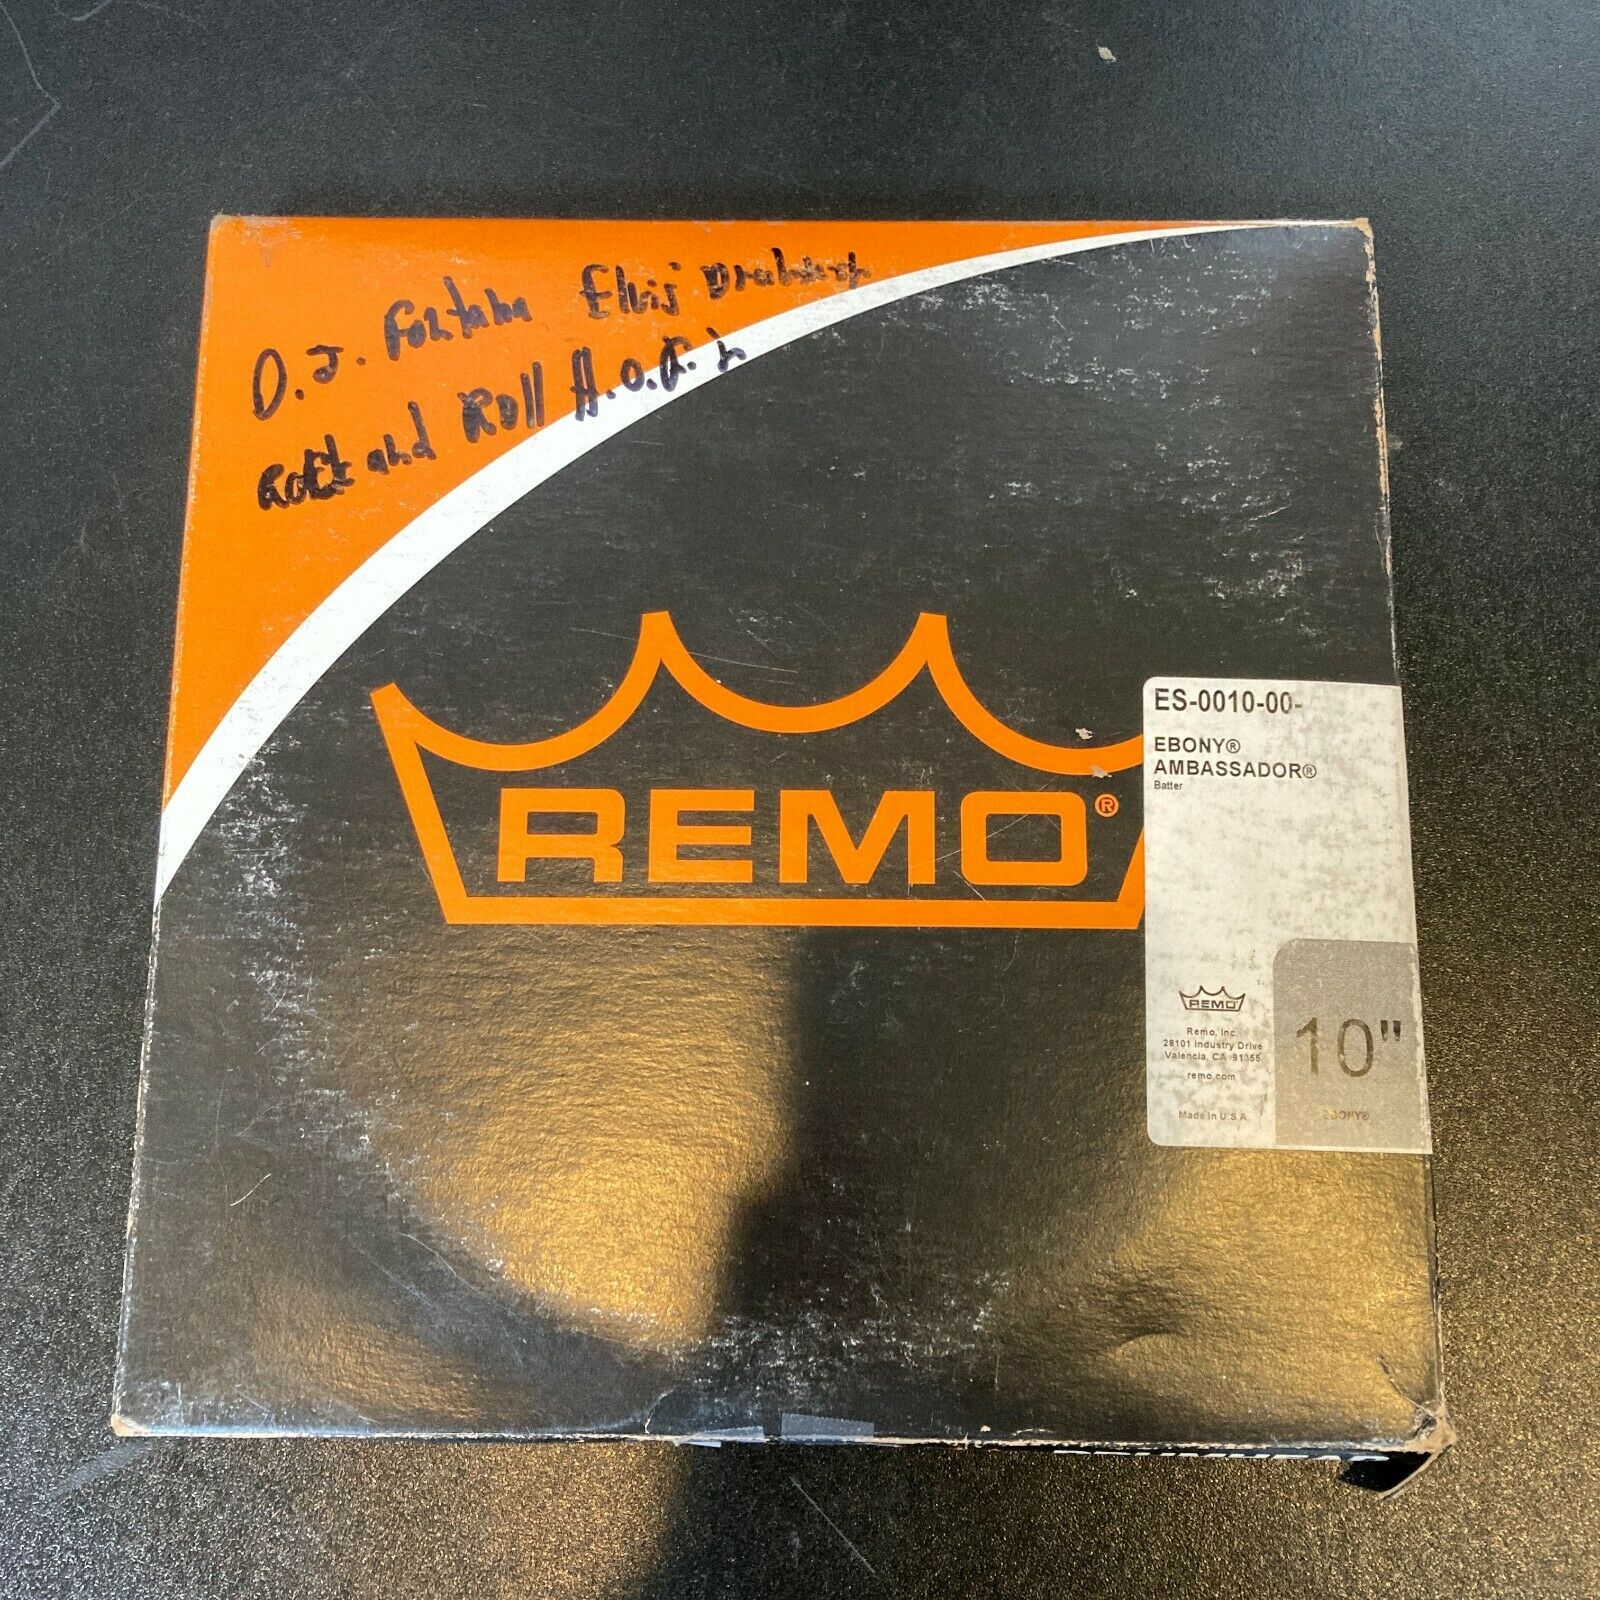 D.J. Fontana Elvis'
Rock and Roll H.O.F.
REMO®
ES-0010-00-
EBONY®
AMBASSADOR®
Batter
REMO
Remo, Inc.
28101 Industry Drive
Valencia, CA 91355
remo.com
Made in U.S.A.
10"
EBONY®